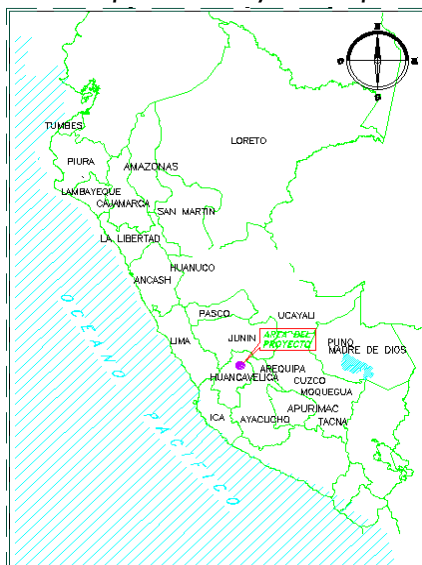 TUMBES
LORETO
PIURA
AMAZONAS
LAMBAYEQUE
CAJAMARCA
SAN MARTIN
LA LIBERTAD
HUANUCO
ANCASH
PASCO
UCAYALI
LIMA
JUNIN
AREA DEL
PROYECTO
PUNO
MADRE DE DIOS
HUANCAVELICA
AREQUIPA
CUZCO
MOQUEGUA
ICA
AYACUCHO
APURIMAC
TACNA
OCEANO PACIFICO